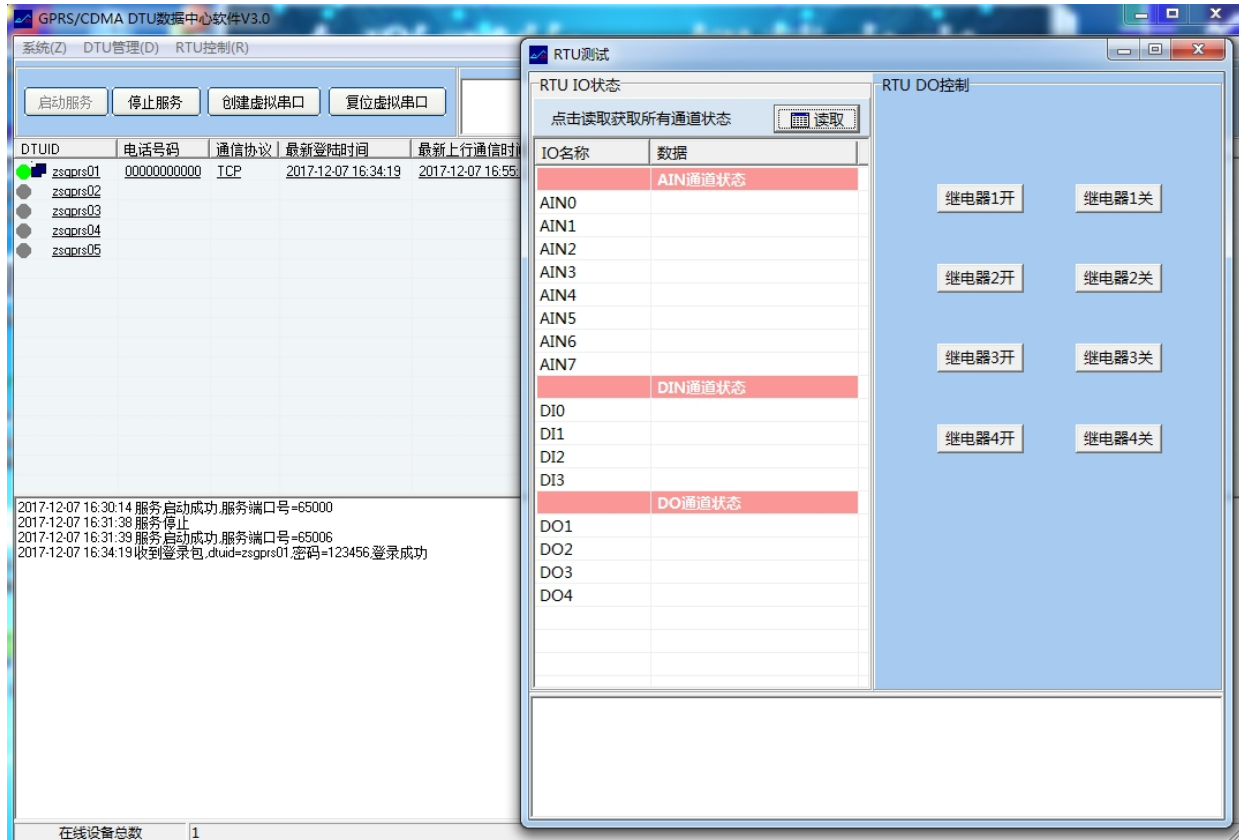 GPRS/CDMA DTU数据中心软件V3.0
系统(Z) DTU管理(D) RTU控制(R)
启动服务 停止服务 创建虚拟串口 复位虚拟串口
DTUID 电话号码 通信协议 最新登陆时间 最新上行通信时
zsgprs01 00000000000 TCP 2017-12-07 16:34:19 2017-12-07 16:55:
zsgprs02
zsgprs03
zsgprs04
zsgprs05
2017-12-07 16:30:14 服务启动成功,服务端口号=65000
2017-12-07 16:31:38 服务停止
2017-12-07 16:31:39 服务启动成功,服务端口号=65006
2017-12-07 16:34:19 收到登录包,dtuid=zsgprs01,密码=123456,登录成功
在线设备总数 1
RTU测试
RTU IO状态
点击读取获取所有通道状态 读取
IO名称 数据
AIN通道状态
AIN0
AIN1
AIN2
AIN3
AIN4
AIN5
AIN6
AIN7
DIN通道状态
DI0
DI1
DI2
DI3
DO通道状态
DO1
DO2
DO3
DO4
RTU DO控制
继电器1开 继电器1关
继电器2开 继电器2关
继电器3开 继电器3关
继电器4开 继电器4关